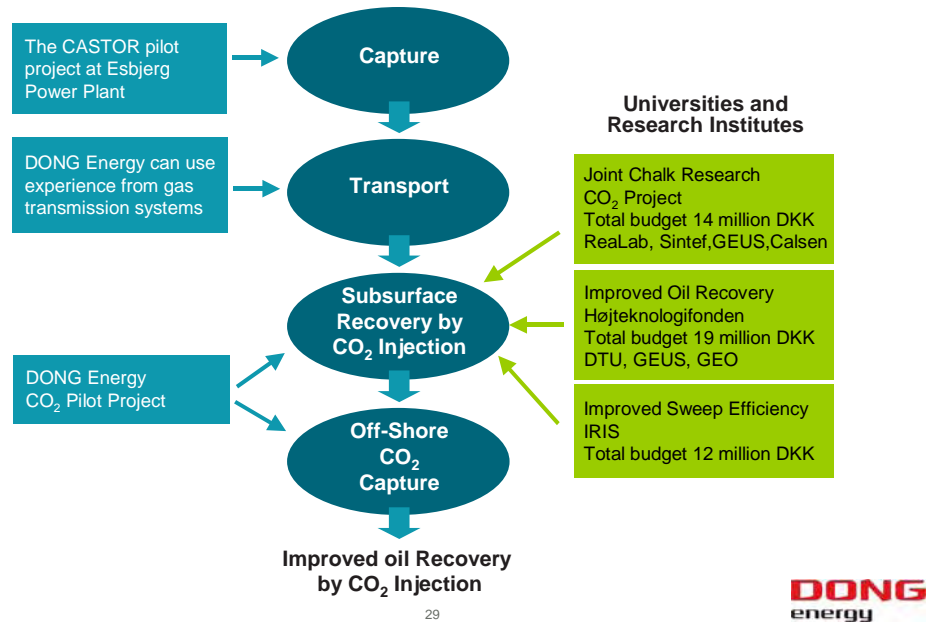 The CASTOR pilot
project at Esbjerg
Power Plant
Capture
Universities and
Research Institutes
DONG Energy can use
experience from gas
transmission systems
Transport
Joint Chalk Research
CO₂ Project
Total budget 14 million DKK
ReaLab, Sintef,GEUS,Calsen
Subsurface
Recovery by
CO₂ Injection
Improved Oil Recovery
Højteknologifonden
Total budget 19 million DKK
DTU, GEUS, GEO
DONG Energy
CO₂ Pilot Project
Improved Sweep Efficiency
IRIS
Total budget 12 million DKK
Off-Shore
CO₂
Capture
Improved oil Recovery
by CO₂ Injection
29
DONG
energy